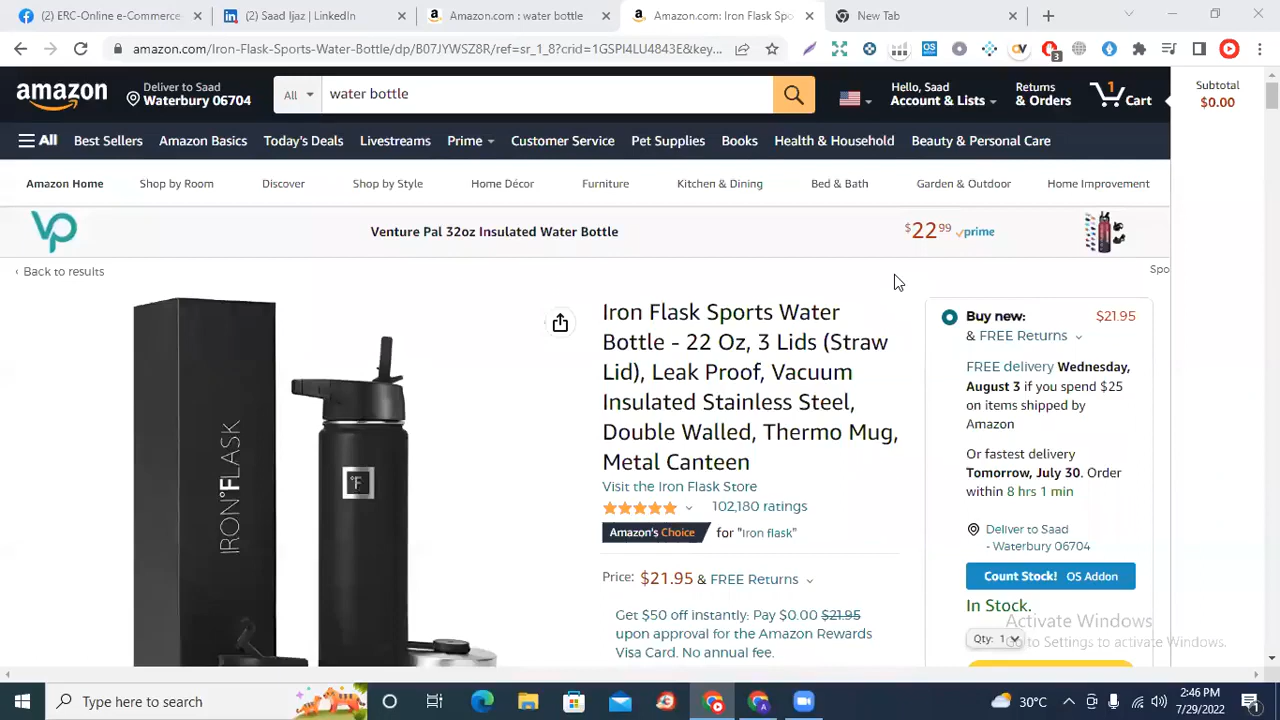 (2) ERC-Online e-Commerce
(2) Saad Ijaz | LinkedIn
Amazon.com : water bottle
Amazon.com: Iron Flask Spo
New Tab
amazon.com/Iron-Flask-Sports-Water-Bottle/dp/B07JYWSZ8R/ref=sr_1_8?crid=1GSPI4LU4843E&key...
amazon
Deliver to Saad
Waterbury 06704
All
water bottle
Hello, Saad
Account & Lists
Returns
& Orders
1
Cart
Subtotal
$0.00
All
Best Sellers
Amazon Basics
Today's Deals
Livestreams
Prime
Customer Service
Pet Supplies
Books
Health & Household
Beauty & Personal Care
Amazon Home
Shop by Room
Discover
Shop by Style
Home Décor
Furniture
Kitchen & Dining
Bed & Bath
Garden & Outdoor
Home Improvement
Venture Pal 32oz Insulated Water Bottle
$22 99 prime
‹ Back to results
Spo
IRON°FLASK
°F
Iron Flask Sports Water
Bottle - 22 Oz, 3 Lids (Straw
Lid), Leak Proof, Vacuum
Insulated Stainless Steel,
Double Walled, Thermo Mug,
Metal Canteen
Visit the Iron Flask Store
102,180 ratings
Amazon's Choice for "iron flask"
Price: $21.95 & FREE Returns
Get $50 off instantly: Pay $0.00 $21.95
upon approval for the Amazon Rewards
Visa Card. No annual fee.
Buy new: $21.95
& FREE Returns
FREE delivery Wednesday,
August 3 if you spend $25
on items shipped by
Amazon
Or fastest delivery
Tomorrow, July 30. Order
within 8 hrs 1 min
Deliver to Saad
- Waterbury 06704
Count Stock! OS Addon
In Stock.
Qty: 1
Activate Windows
Go to Settings to activate Windows.
Type here to search
30°C
2:46 PM
7/29/2022